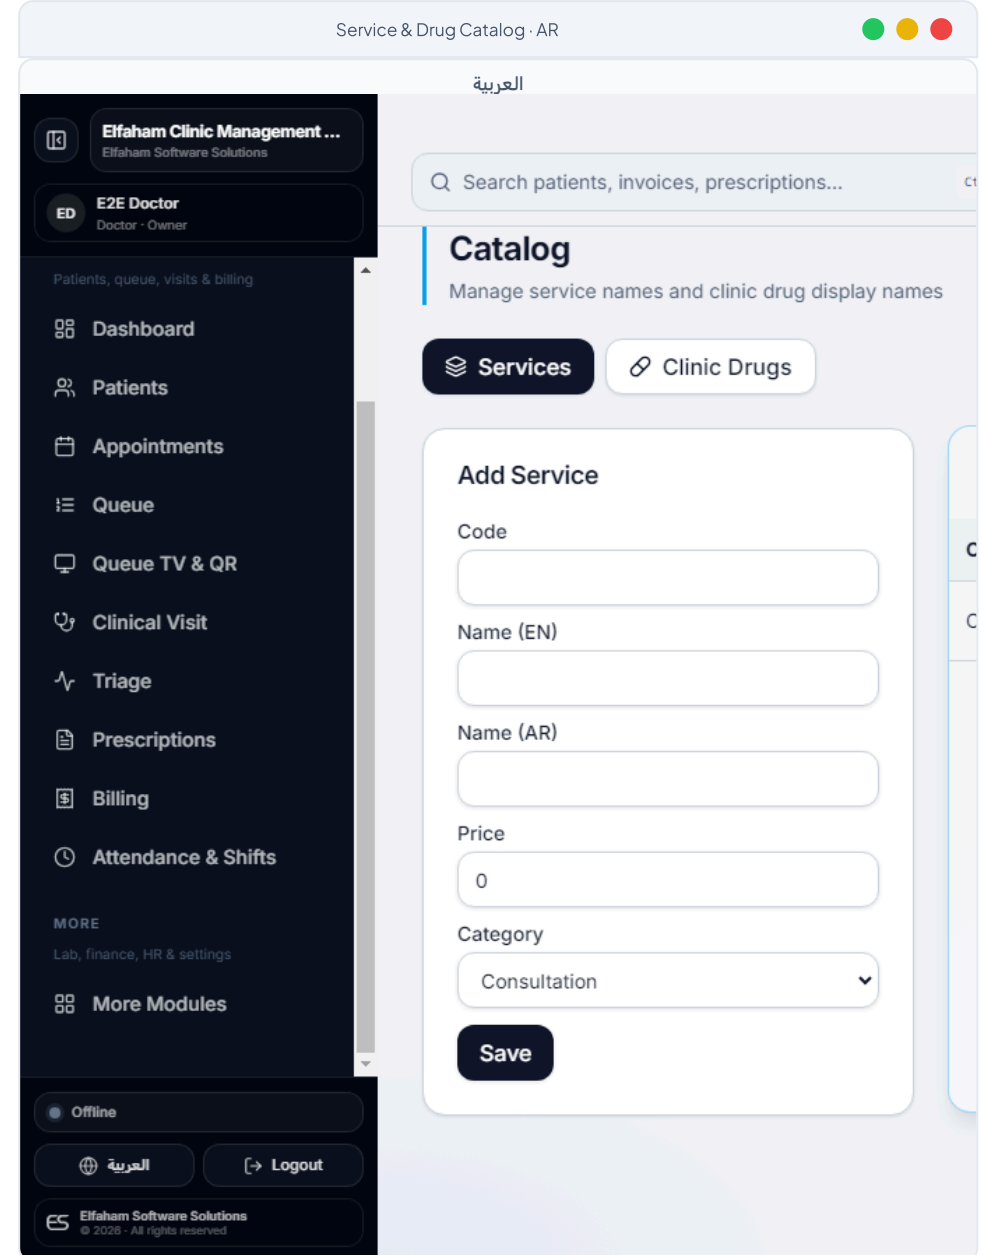 Service & Drug Catalog · AR
العربية
Elfaham Clinic Management ...
Elfaham Software Solutions
ED
E2E Doctor
Doctor · Owner
Patients, queue, visits & billing
Dashboard
Patients
Appointments
Queue
Queue TV & QR
Clinical Visit
Triage
Prescriptions
Billing
Attendance & Shifts
MORE
Lab, finance, HR & settings
More Modules
Offline
العربية
Logout
ES
Elfaham Software Solutions
© 2026 - All rights reserved
Search patients, invoices, prescriptions...
Catalog
Manage service names and clinic drug display names
Services
Clinic Drugs
Add Service
Code
Name (EN)
Name (AR)
Price
0
Category
Consultation
Save